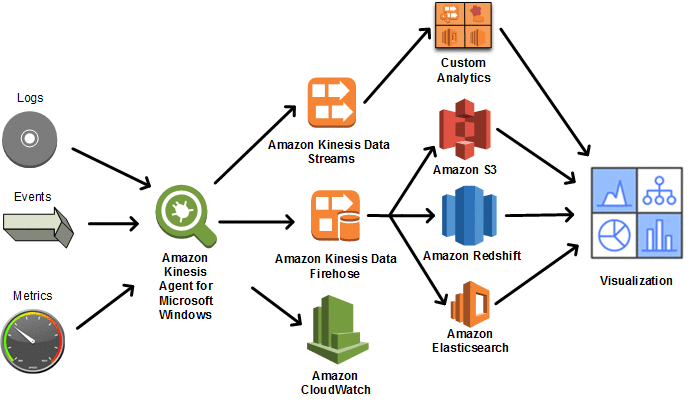 Logs
Events
Metrics
Amazon
Kinesis
Agent for
Microsoft
Windows
Amazon Kinesis Data
Streams
Amazon Kinesis Data
Firehose
Amazon
CloudWatch
Custom
Analytics
Amazon S3
Amazon Redshift
Amazon
Elasticsearch
Visualization